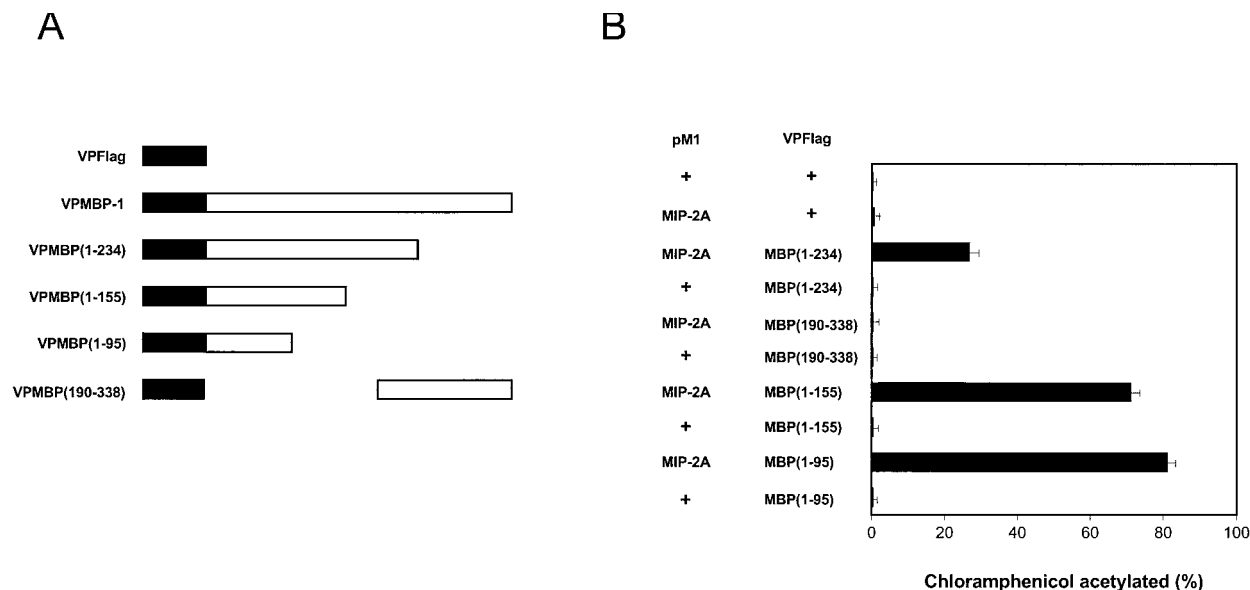 A
B
VPFlag
VPMBP-1
VPMBP(1-234)
VPMBP(1-155)
VPMBP(1-95)
VPMBP(190-338)
pM1 VPFlag
+ +
MIP-2A +
MIP-2A MBP(1-234)
+ MBP(1-234)
MIP-2A MBP(190-338)
+ MBP(190-338)
MIP-2A MBP(1-155)
+ MBP(1-155)
MIP-2A MBP(1-95)
+ MBP(1-95)
0 20 40 60 80 100
Chloramphenicol acetylated (%)